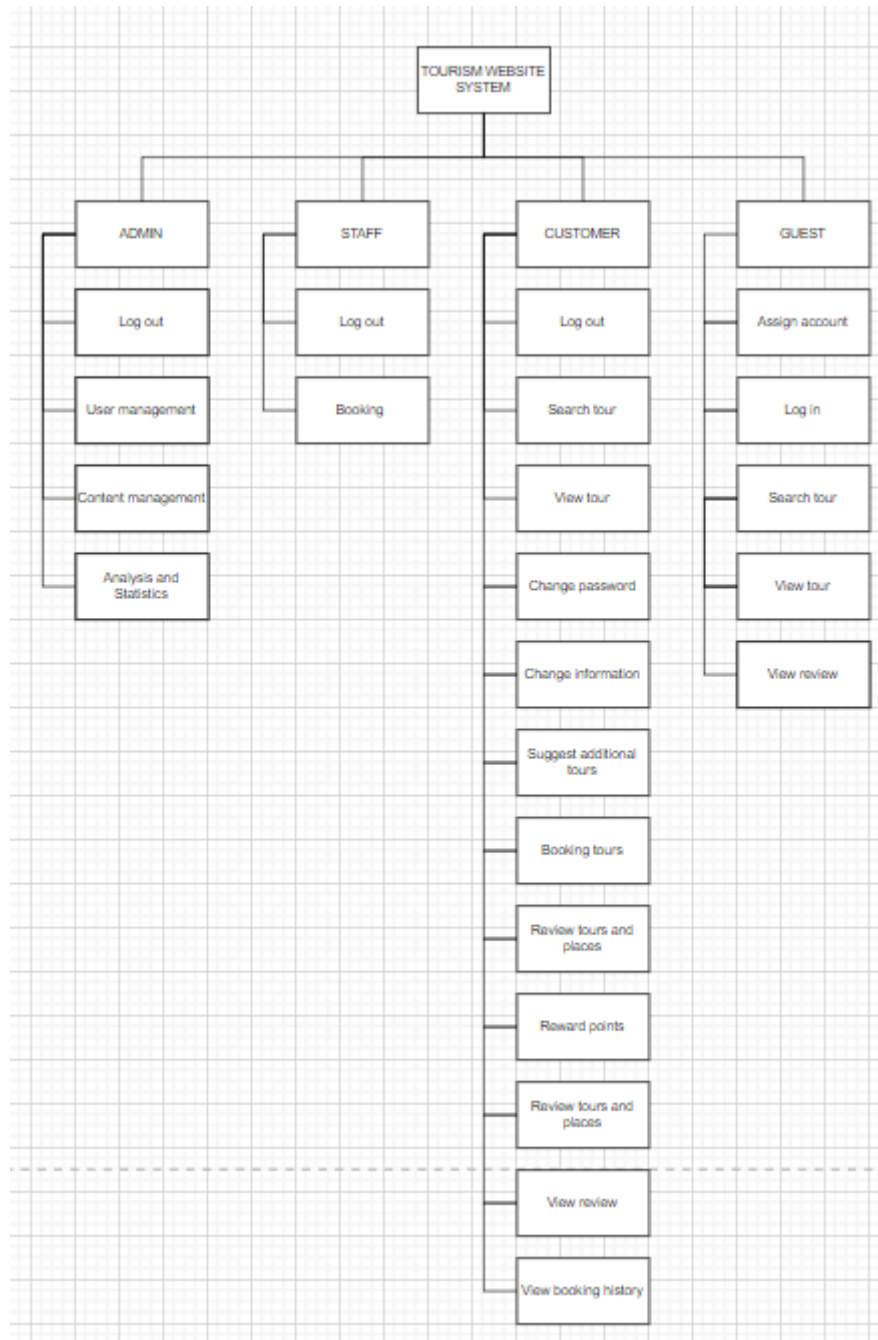 TOURISM WEBSITE
SYSTEM
ADMIN
Log out
User management
Content management
Analysis and
Statistics
STAFF
Log out
Booking
CUSTOMER
Log out
Search tour
View tour
Change password
Change information
Suggest additional
tours
Booking tours
Review tours and
places
Reward points
Review tours and
places
View review
View booking history
GUEST
Assign account
Log in
Search tour
View tour
View review